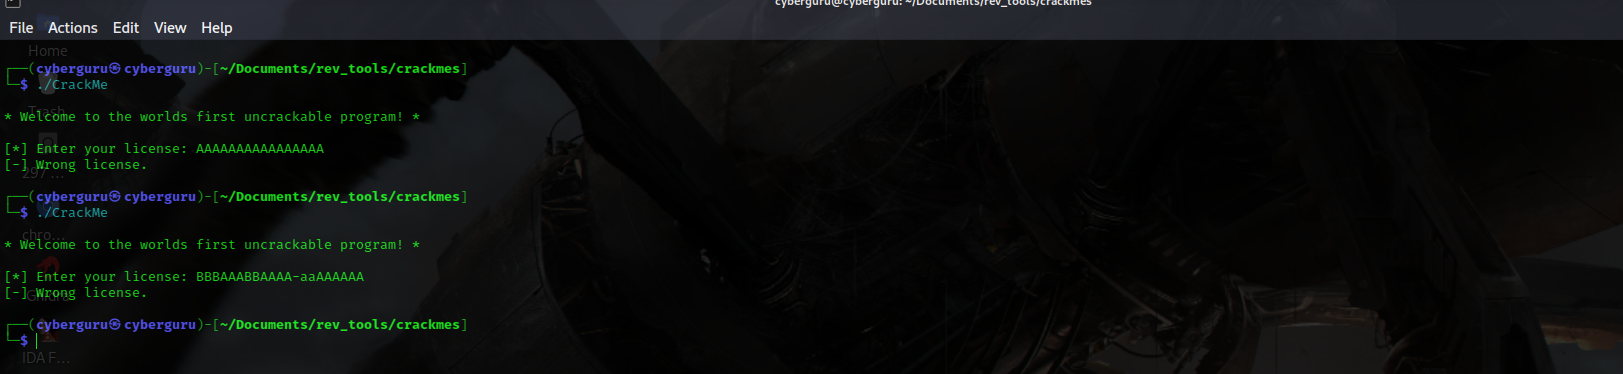 cyberguru@cyberguru: ~/Documents/rev_tools/crackmes
File Actions Edit View Help
Home
┌──(cyberguru㉿cyberguru)-[~/Documents/rev_tools/crackmes]
└─$ ./CrackMe
Trash
* Welcome to the worlds first uncrackable program! *
[*] Enter your license: AAAAAAAAAAAAAAAA
[-] Wrong license.
297 ...
┌──(cyberguru㉿cyberguru)-[~/Documents/rev_tools/crackmes]
└─$ ./CrackMe
chro...
* Welcome to the worlds first uncrackable program! *
[*] Enter your license: BBBAAABBAAAA-aaAAAAAA
[-] Wrong license.
Ghidra
┌──(cyberguru㉿cyberguru)-[~/Documents/rev_tools/crackmes]
└─$
IDA F...